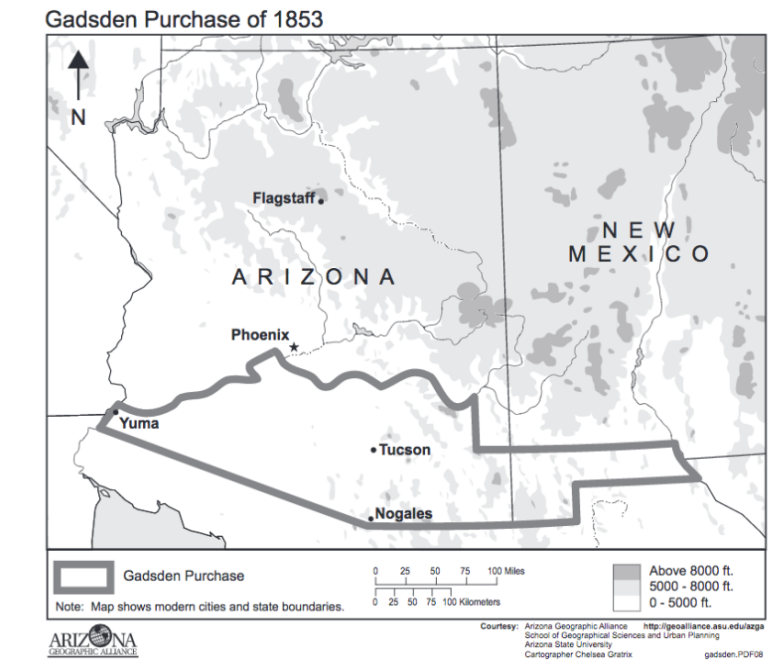 Gadsden Purchase of 1853
N
Flagstaff
NEW
MEXICO
ARIZONA
Phoenix
Yuma
Tucson
Nogales
Gadsden Purchase
Note: Map shows modern cities and state boundaries.
0 25 50 75 100 Miles
0 25 50 75 100 Kilometers
Above 8000 ft.
5000 - 8000 ft.
0 - 5000 ft.
ARIZONA
GEOGRAPHIC ALLIANCE
Courtesy: Arizona Geographic Alliance http://geoalliance.asu.edu/azga
School of Geographical Sciences and Urban Planning
Arizona State University
Cartographer Chelsea Gratrix gadsden.PDF08